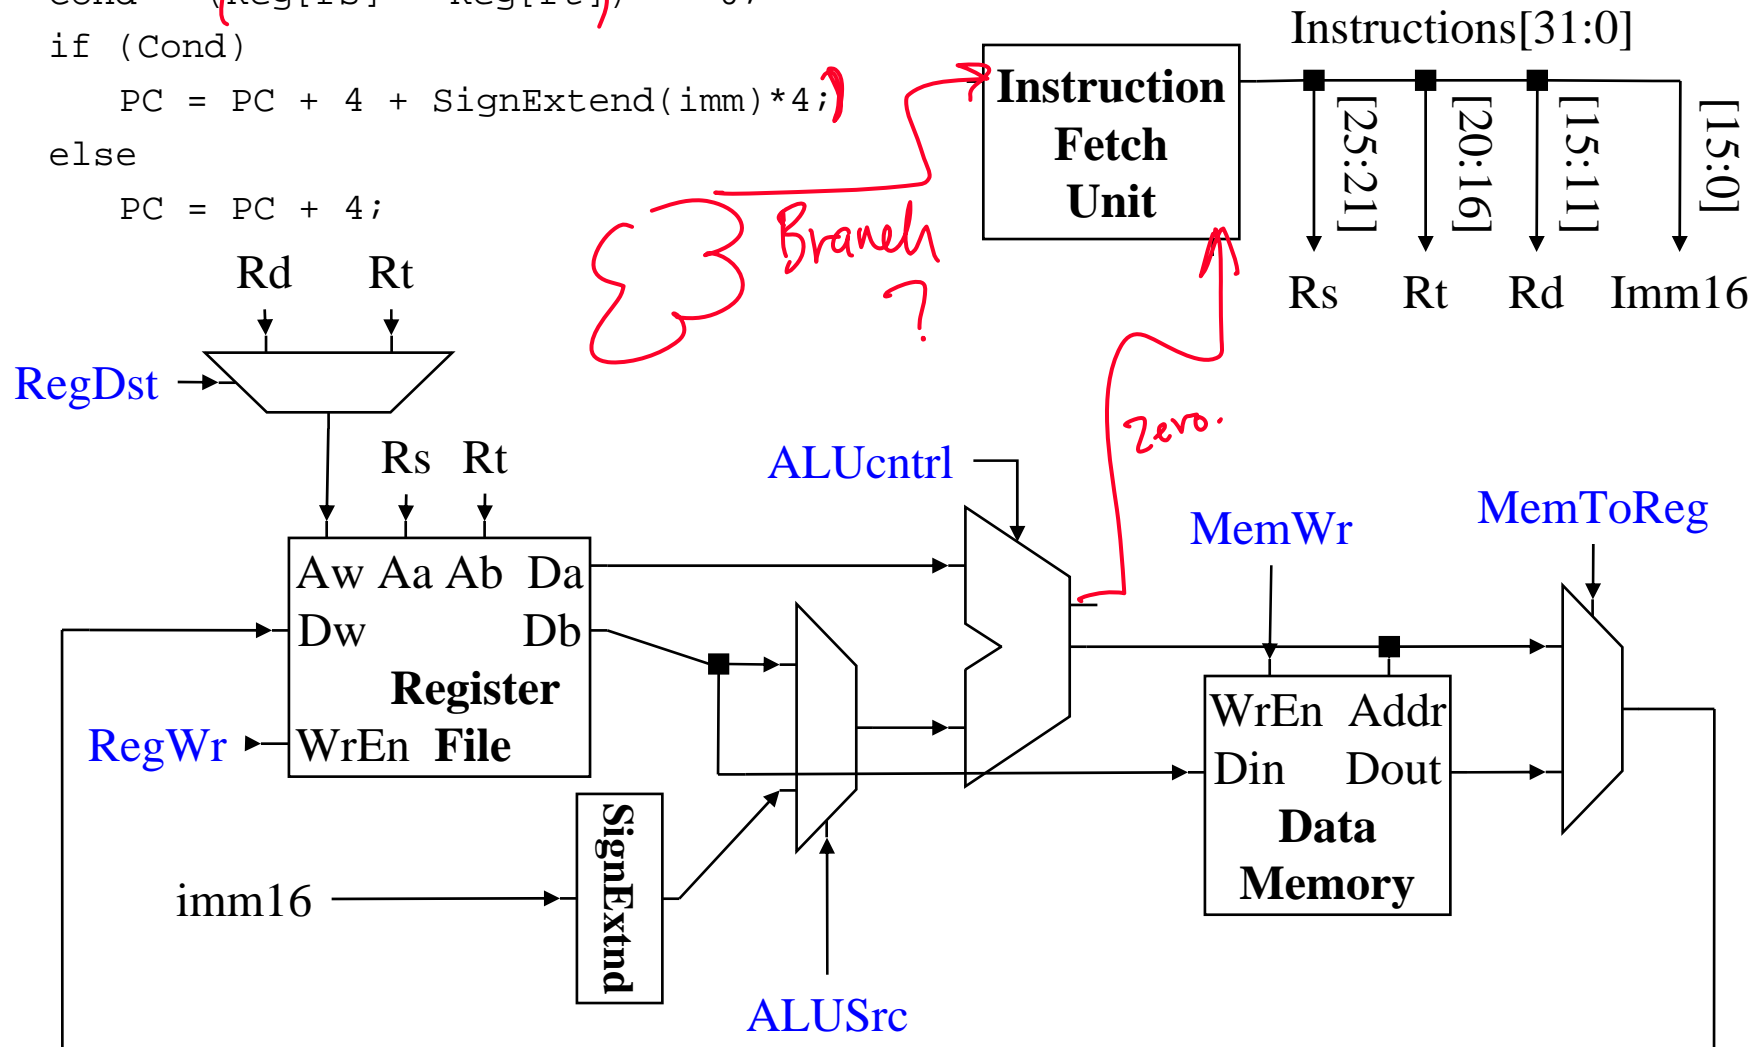 if (Cond)
PC = PC + 4 + SignExtend(imm)*4;
else
PC = PC + 4;
Instructions[31:0]
Instruction
Fetch
Unit
[25:21]
[20:16]
[15:11]
[15:0]
Rs
Rt
Rd
Imm16
Branch
?
Rd
Rt
RegDst
Zero.
Rs
Rt
ALUcntrl
MemWr
MemToReg
Aw Aa Ab Da
Dw Db
Register
File
RegWr
WrEn
WrEn Addr
Din Dout
Data
Memory
SignExtnd
imm16
ALUSrc